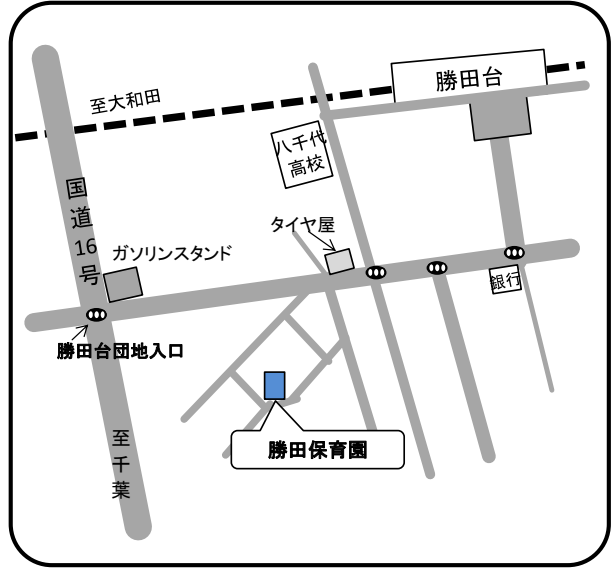 勝田台
至大和田
八千代
高校
国道16号
タイヤ屋
ガソリンスタンド
銀行
勝田台団地入口
至千葉
勝田保育園